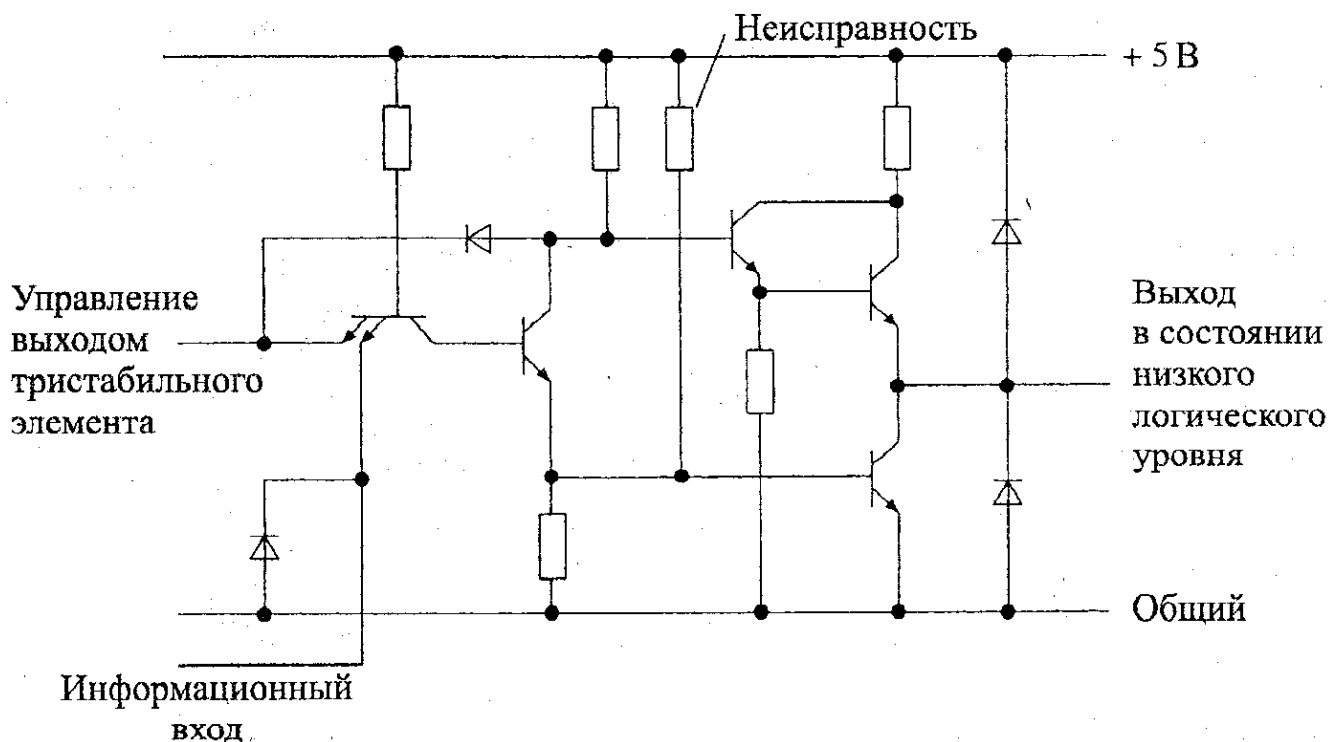 Неисправность
+ 5 В
Управление
выходом
тристабильного
элемента
Выход
в состоянии
низкого
логического
уровня
Общий
Информационный
вход